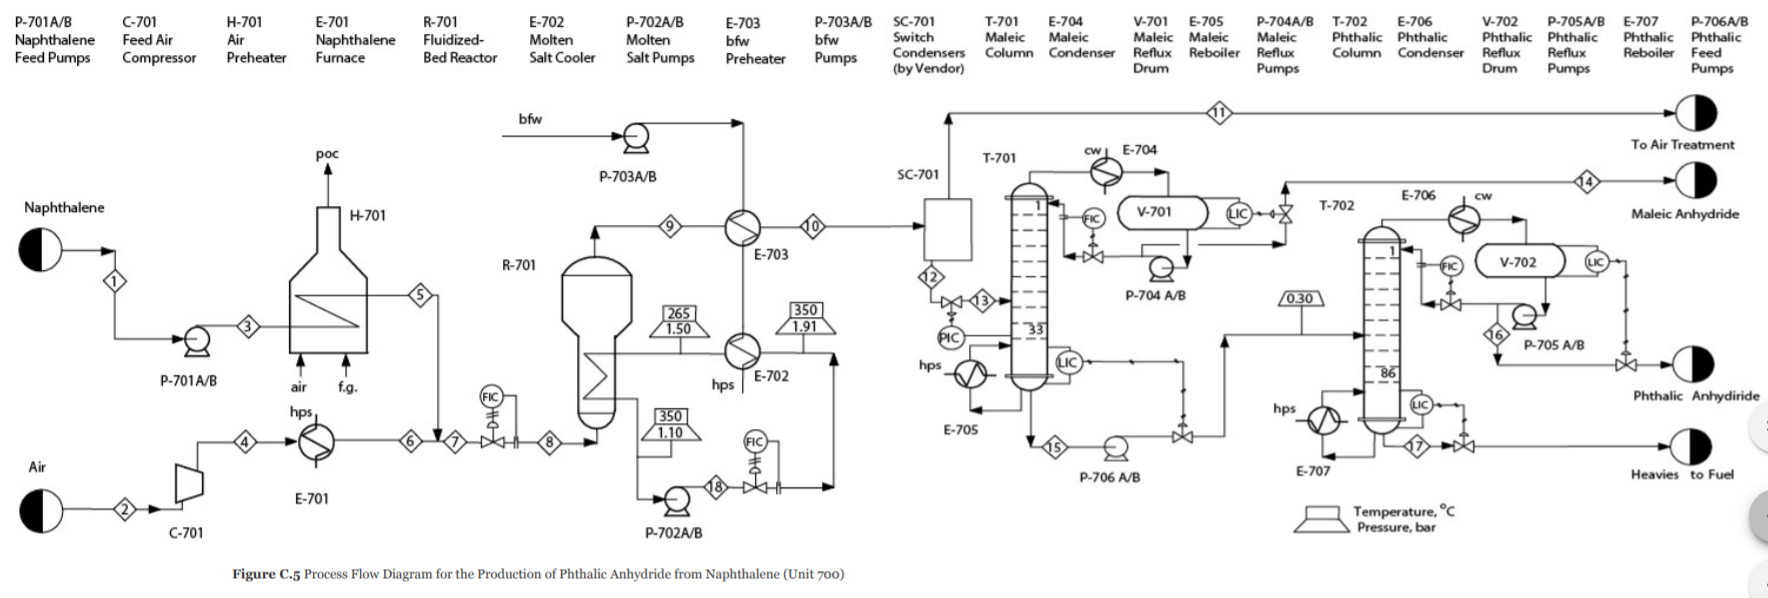 P-701A/B
Naphthalene
Feed Pumps
C-701
Feed Air
Compressor
H-701
Air
Preheater
E-701
Naphthalene
Furnace
R-701
Fluidized-
Bed Reactor
E-702
Molten
Salt Cooler
P-702A/B
Molten
Salt Pumps
E-703
bfw
Preheater
P-703A/B
bfw
Pumps
SC-701
Switch
Condensers
(by Vendor)
T-701
Maleic
Column
E-704
Maleic
Condenser
V-701
Maleic
Reflux
Drum
E-705
Maleic
Reboiler
P-704A/B
Maleic
Reflux
Pumps
T-702
Phthalic
Column
E-706
Phthalic
Condenser
V-702
Phthalic
Reflux
Drum
P-705A/B
Phthalic
Reflux
Pumps
E-707
Phthalic
Reboiler
P-706A/B
Phthalic
Feed
Pumps
bfw
P-703A/B
poc
H-701
Naphthalene
1
P-701A/B
3
5
air
f.g.
Air
2
C-701
4
hps
E-701
6
7
FIC
8
R-701
9
E-703
10
265
1.50
350
1.91
hps
E-702
350
1.10
FIC
18
P-702A/B
SC-701
11
To Air Treatment
12
13
PIC
T-701
1
33
cw
E-704
FIC
V-701
LIC
P-704 A/B
14
Maleic Anhydride
hps
E-705
LIC
15
P-706 A/B
0.30
T-702
1
86
E-706
cw
FIC
V-702
LIC
16
P-705 A/B
Phthalic Anhydiride
hps
E-707
LIC
17
Heavies to Fuel
Temperature, °C
Pressure, bar
Figure C.5 Process Flow Diagram for the Production of Phthalic Anhydride from Naphthalene (Unit 700)